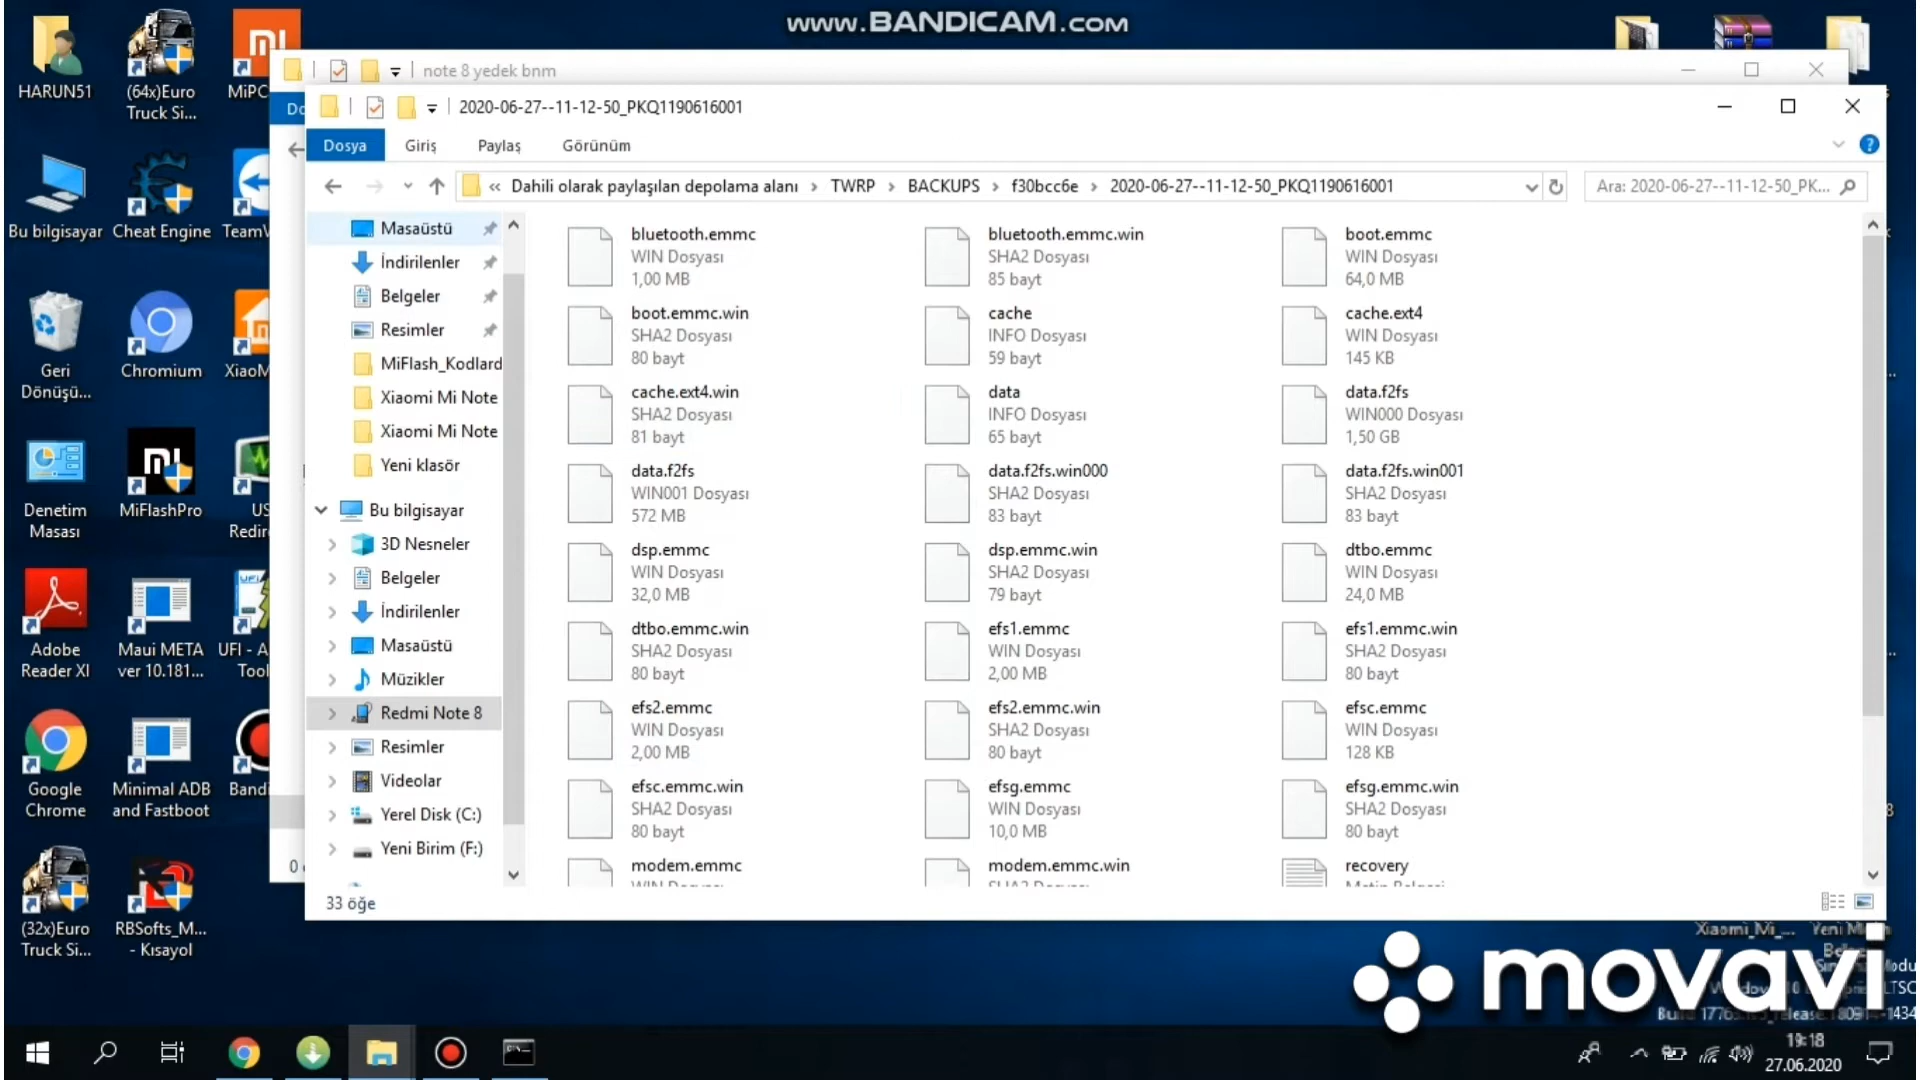 www.BANDICAM.com
HARUN51
(64x)Euro
Truck Si...
MiPC
Bu bilgisayar
Cheat Engine
TeamV
Geri
Dönüşü...
Chromium
XiaoM
Denetim
Masası
MiFlashPro
US
Redir
Adobe
Reader XI
Maui META
ver 10.181...
UFI - A
Tool
Google
Chrome
Minimal ADB
and Fastboot
Bandi
(32x)Euro
Truck Si...
RBSofts_M...
- Kısayol
note 8 yedek bnm
2020-06-27--11-12-50_PKQ1190616001
Dosya
Giriş
Paylaş
Görünüm
« Dahili olarak paylaşılan depolama alanı › TWRP › BACKUPS › f30bcc6e › 2020-06-27--11-12-50_PKQ1190616001
Ara: 2020-06-27--11-12-50_PK...
Masaüstü
İndirilenler
Belgeler
Resimler
MiFlash_Kodlard
Xiaomi Mi Note
Xiaomi Mi Note
Yeni klasör
Bu bilgisayar
3D Nesneler
Belgeler
İndirilenler
Masaüstü
Müzikler
Redmi Note 8
Resimler
Videolar
Yerel Disk (C:)
Yeni Birim (F:)
bluetooth.emmc
WIN Dosyası
1,00 MB
bluetooth.emmc.win
SHA2 Dosyası
85 bayt
boot.emmc
WIN Dosyası
64,0 MB
boot.emmc.win
SHA2 Dosyası
80 bayt
cache
INFO Dosyası
59 bayt
cache.ext4
WIN Dosyası
145 KB
cache.ext4.win
SHA2 Dosyası
81 bayt
data
INFO Dosyası
65 bayt
data.f2fs
WIN000 Dosyası
1,50 GB
data.f2fs
WIN001 Dosyası
572 MB
data.f2fs.win000
SHA2 Dosyası
83 bayt
data.f2fs.win001
SHA2 Dosyası
83 bayt
dsp.emmc
WIN Dosyası
32,0 MB
dsp.emmc.win
SHA2 Dosyası
79 bayt
dtbo.emmc
WIN Dosyası
24,0 MB
dtbo.emmc.win
SHA2 Dosyası
80 bayt
efs1.emmc
WIN Dosyası
2,00 MB
efs1.emmc.win
SHA2 Dosyası
80 bayt
efs2.emmc
WIN Dosyası
2,00 MB
efs2.emmc.win
SHA2 Dosyası
80 bayt
efsc.emmc
WIN Dosyası
128 KB
efsc.emmc.win
SHA2 Dosyası
80 bayt
efsg.emmc
WIN Dosyası
10,0 MB
efsg.emmc.win
SHA2 Dosyası
80 bayt
modem.emmc
WIN Dosyası
modem.emmc.win
SHA2 Dosyası
recovery
Metin Belgesi
33 öğe
Xiaomi_Mi_...
movavi
19:18
27.06.2020